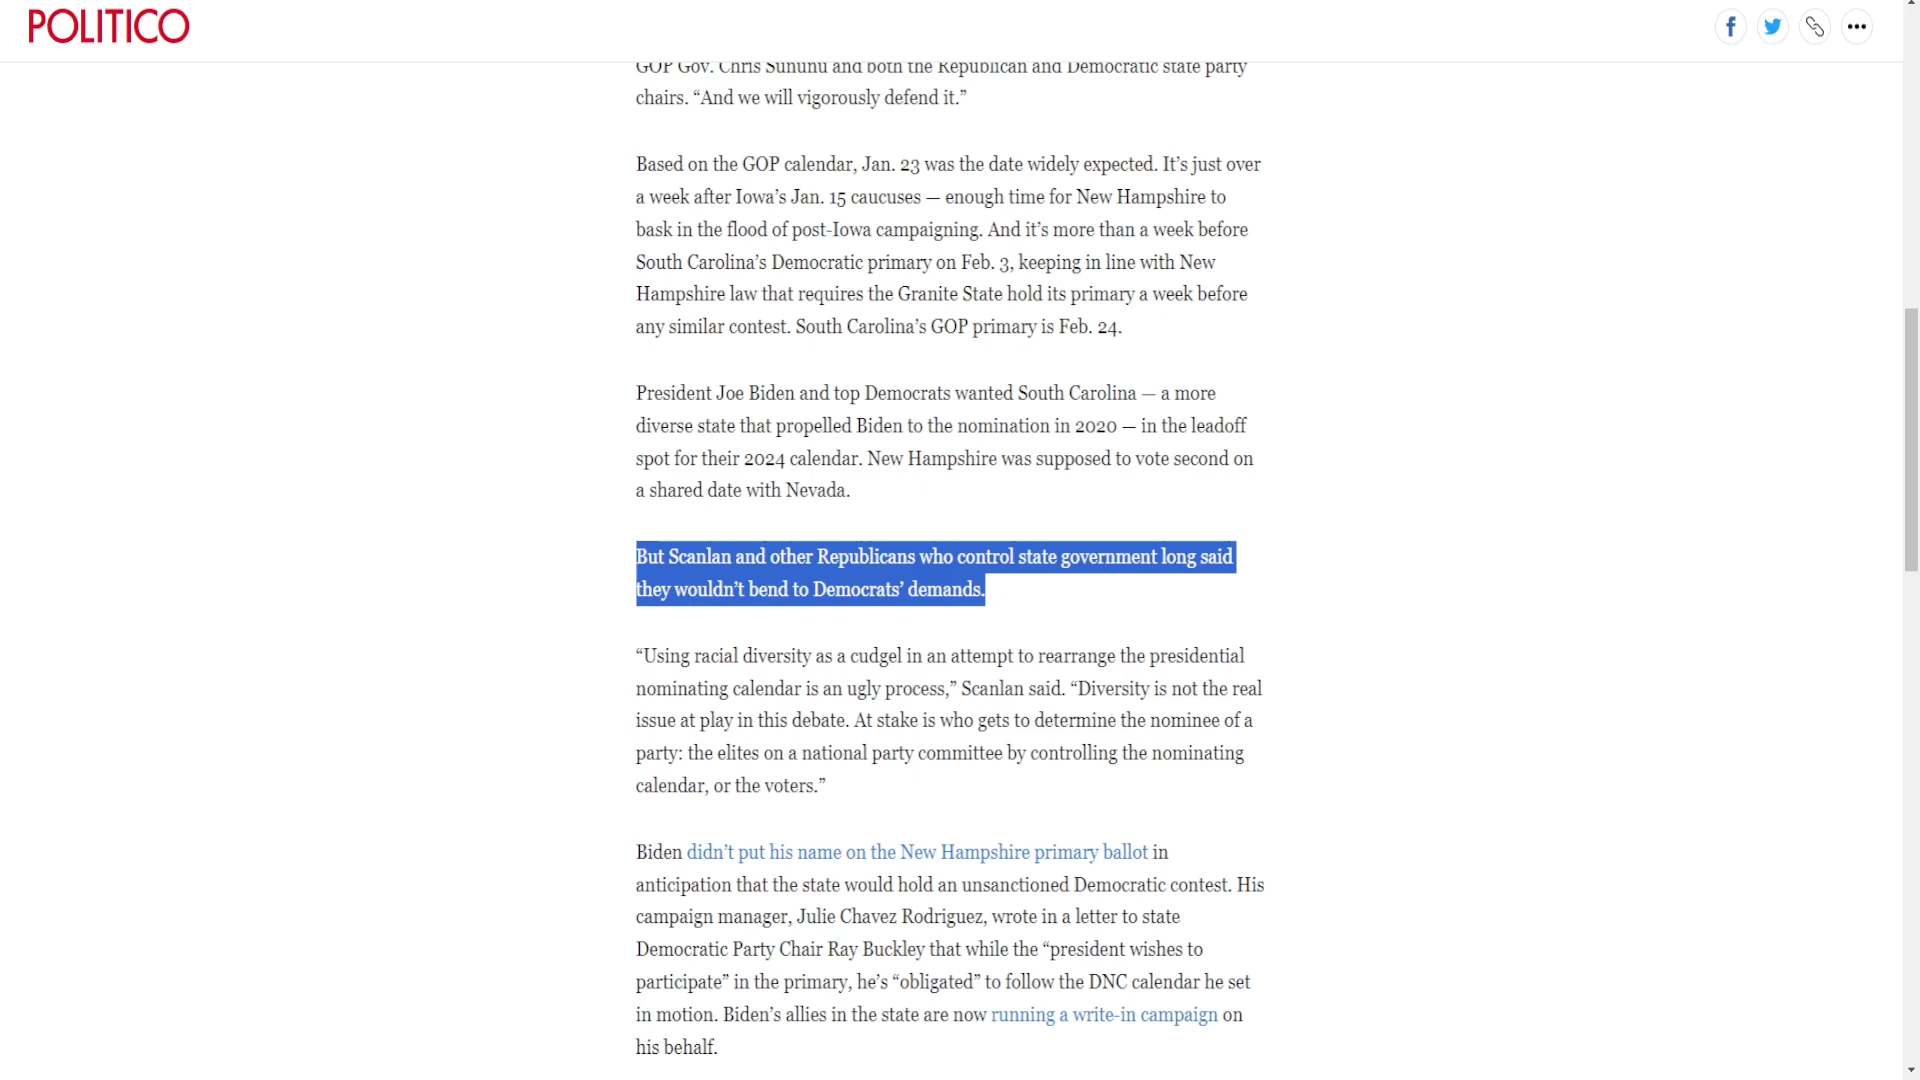 POLITICO
GOP Gov. Chris Sununu and both the Republican and Democratic state party
chairs. “And we will vigorously defend it.”
Based on the GOP calendar, Jan. 23 was the date widely expected. It’s just over
a week after Iowa’s Jan. 15 caucuses — enough time for New Hampshire to
bask in the flood of post-Iowa campaigning. And it’s more than a week before
South Carolina’s Democratic primary on Feb. 3, keeping in line with New
Hampshire law that requires the Granite State hold its primary a week before
any similar contest. South Carolina’s GOP primary is Feb. 24.
President Joe Biden and top Democrats wanted South Carolina — a more
diverse state that propelled Biden to the nomination in 2020 — in the leadoff
spot for their 2024 calendar. New Hampshire was supposed to vote second on
a shared date with Nevada.
But Scanlan and other Republicans who control state government long said
they wouldn’t bend to Democrats’ demands.
“Using racial diversity as a cudgel in an attempt to rearrange the presidential
nominating calendar is an ugly process,” Scanlan said. “Diversity is not the real
issue at play in this debate. At stake is who gets to determine the nominee of a
party: the elites on a national party committee by controlling the nominating
calendar, or the voters.”
Biden didn’t put his name on the New Hampshire primary ballot in
anticipation that the state would hold an unsanctioned Democratic contest. His
campaign manager, Julie Chavez Rodriguez, wrote in a letter to state
Democratic Party Chair Ray Buckley that while the “president wishes to
participate” in the primary, he’s “obligated” to follow the DNC calendar he set
in motion. Biden’s allies in the state are now running a write-in campaign on
his behalf.